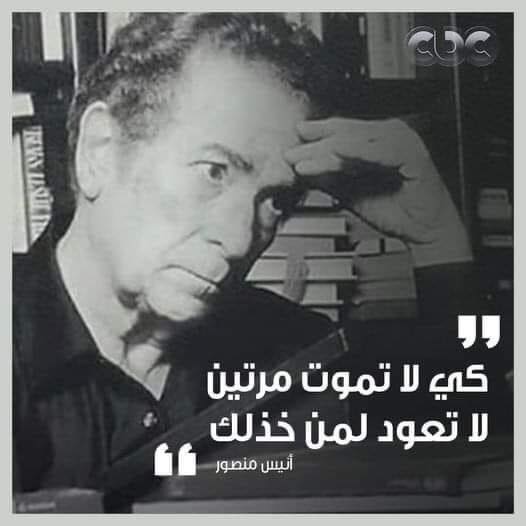 cbc
كي لا تموت مرتين
لا تعود لمن خذلك
أنيس منصور